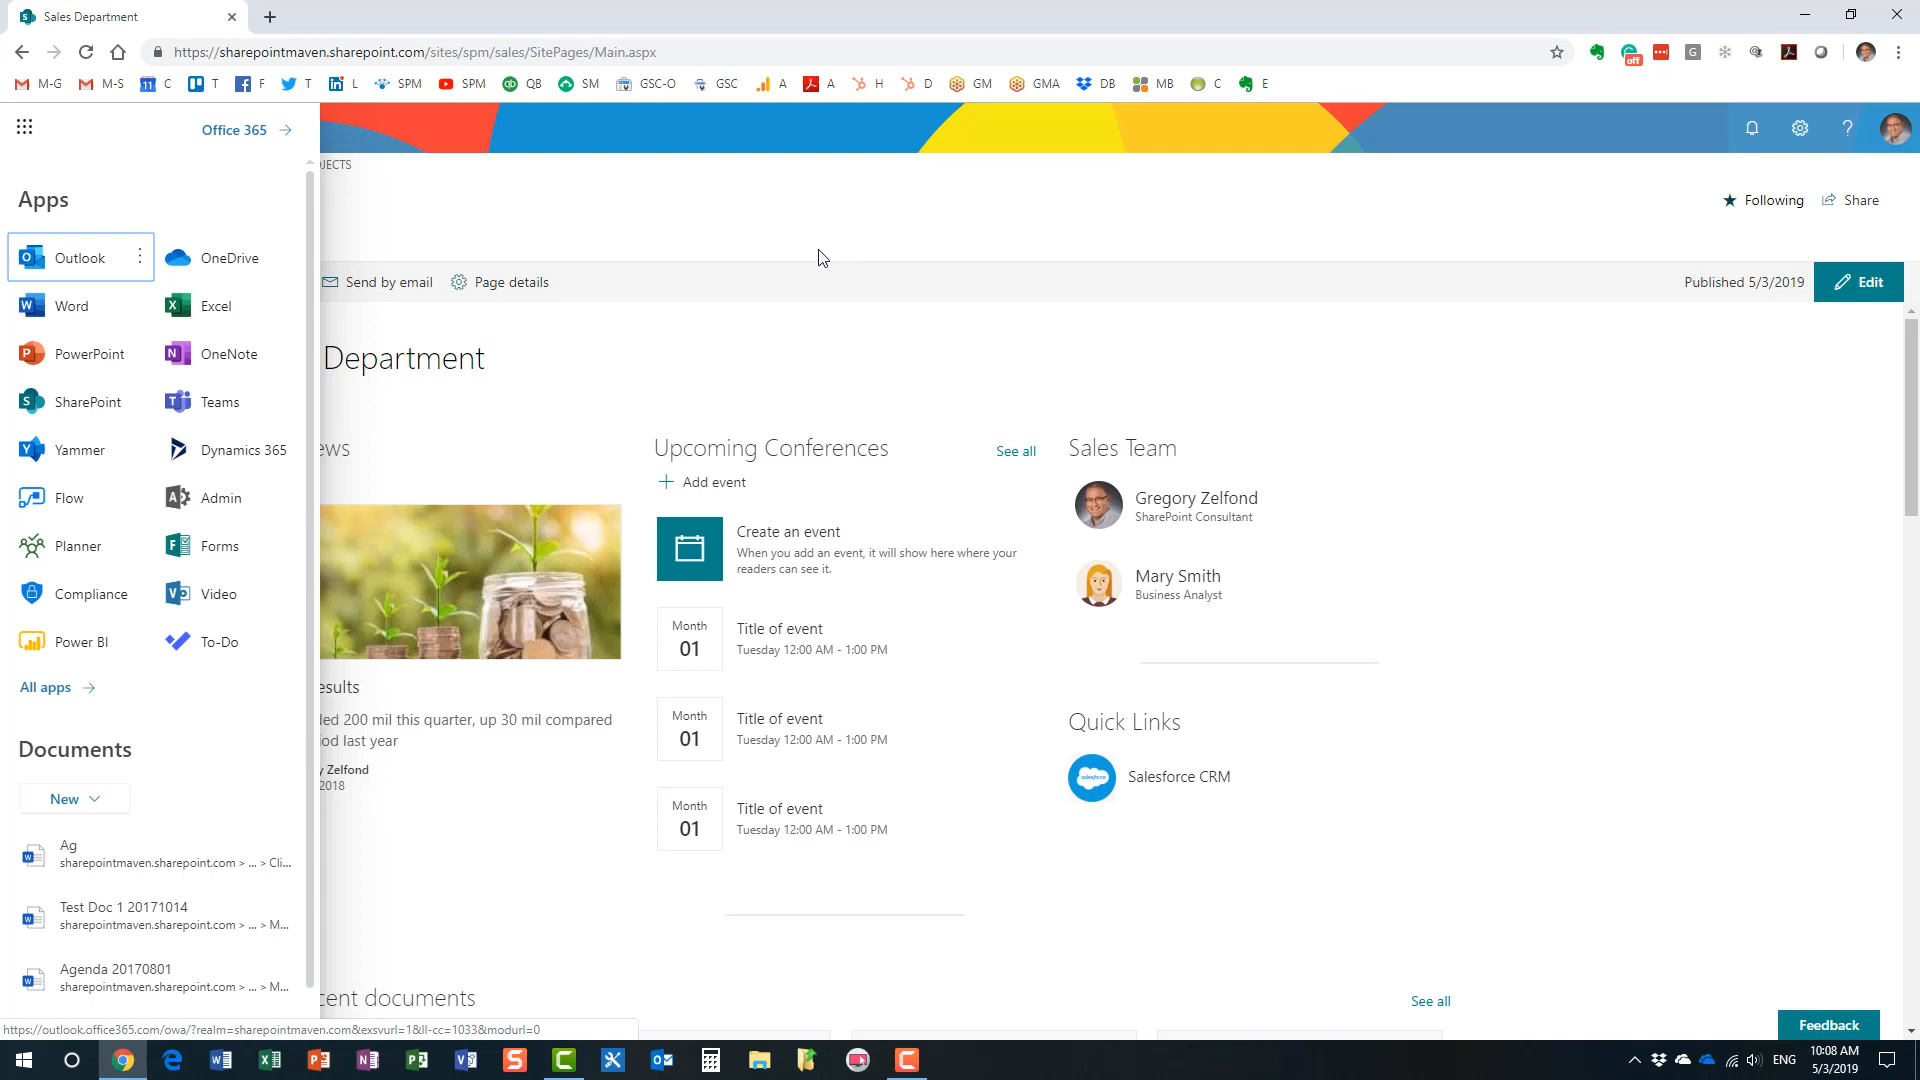 Sales Department
https://sharepointmaven.sharepoint.com/sites/spm/sales/SitePages/Main.aspx
off
M-G
M-S
11
C
T
F
T
L
SPM
SPM
QB
SM
GSC-O
GSC
A
A
H
D
GM
GMA
DB
MB
C
E
Office 365
JECTS
Following
Share
Apps
Outlook
OneDrive
Word
Excel
PowerPoint
OneNote
SharePoint
Teams
Yammer
Dynamics 365
Flow
Admin
Planner
Forms
Compliance
Video
Power BI
To-Do
All apps
Documents
New
Ag
sharepointmaven.sharepoint.com > ... > Cli...
Test Doc 1 20171014
sharepointmaven.sharepoint.com > ... > M...
Agenda 20170801
sharepointmaven.sharepoint.com > ... > M...
Send by email
Page details
Published 5/3/2019
Edit
Department
ews
esults
ed 200 mil this quarter, up 30 mil compared
iod last year
y Zelfond
2018
Upcoming Conferences
See all
Add event
Create an event
When you add an event, it will show here where your
readers can see it.
Month
01
Title of event
Tuesday 12:00 AM - 1:00 PM
Month
01
Title of event
Tuesday 12:00 AM - 1:00 PM
Month
01
Title of event
Tuesday 12:00 AM - 1:00 PM
Sales Team
Gregory Zelfond
SharePoint Consultant
Mary Smith
Business Analyst
Quick Links
salesforce
Salesforce CRM
cent documents
See all
Feedback
https://outlook.office365.com/owa/?realm=sharepointmaven.com&exsvurl=1&ll-cc=1033&modurl=0
ENG
10:08 AM
5/3/2019